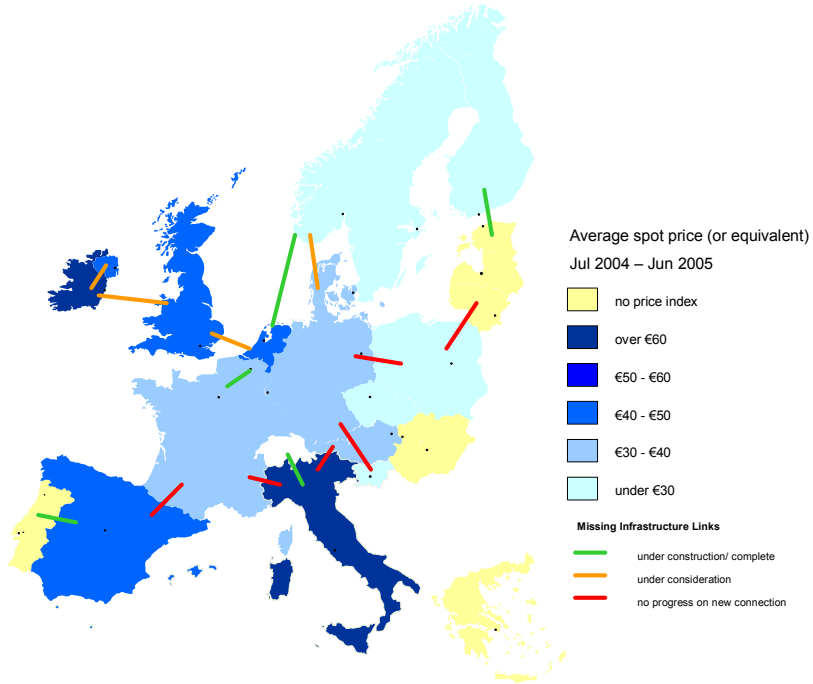 Average spot price (or equivalent)
Jul 2004 – Jun 2005
no price index
over €60
€50 - €60
€40 - €50
€30 - €40
under €30
Missing Infrastructure Links
under construction/ complete
under consideration
no progress on new connection